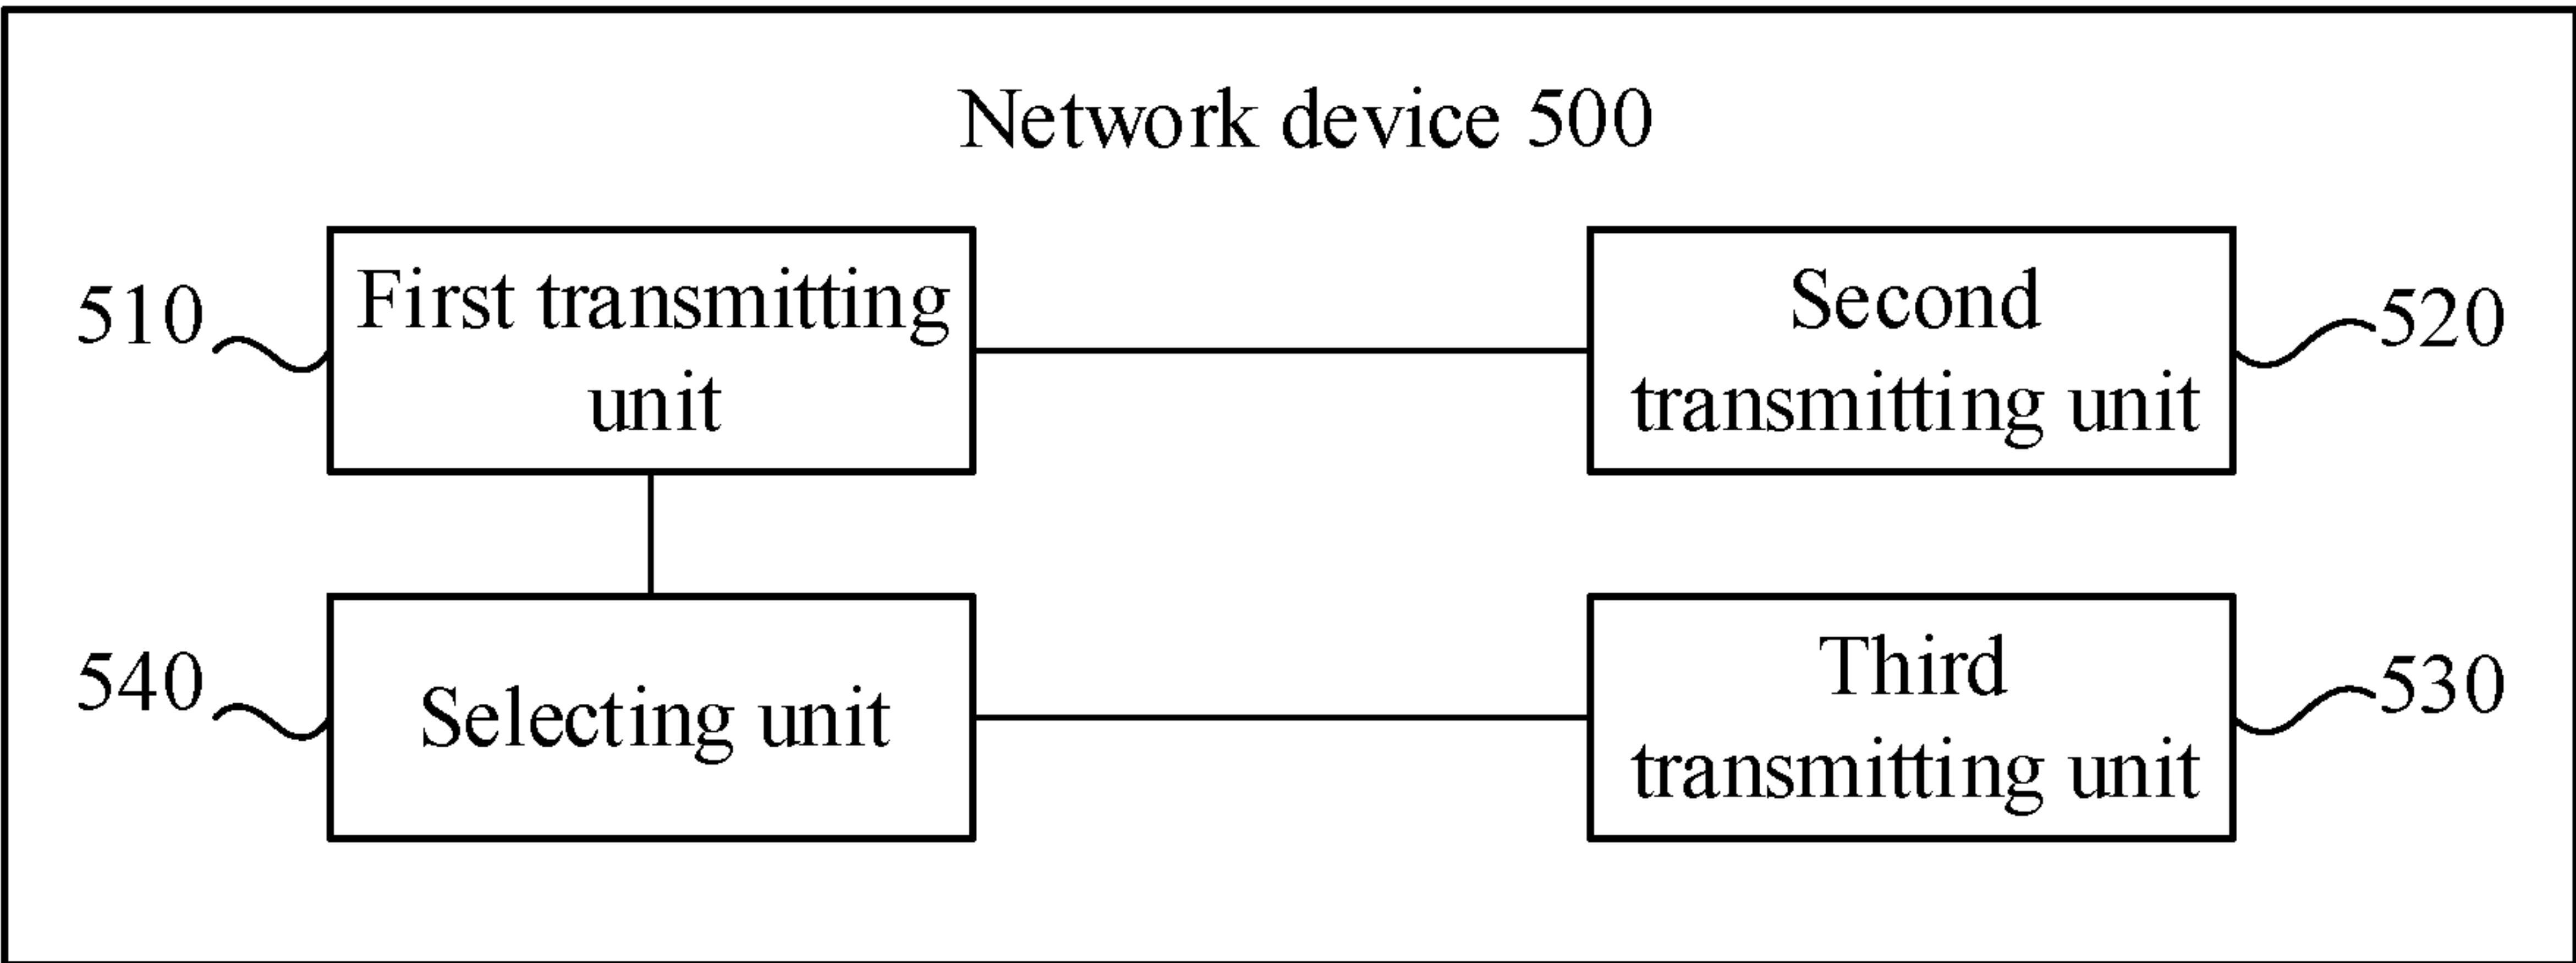 Network device 500
510
First transmitting
unit
Second
transmitting unit
520
540
Selecting unit
Third
transmitting unit
530